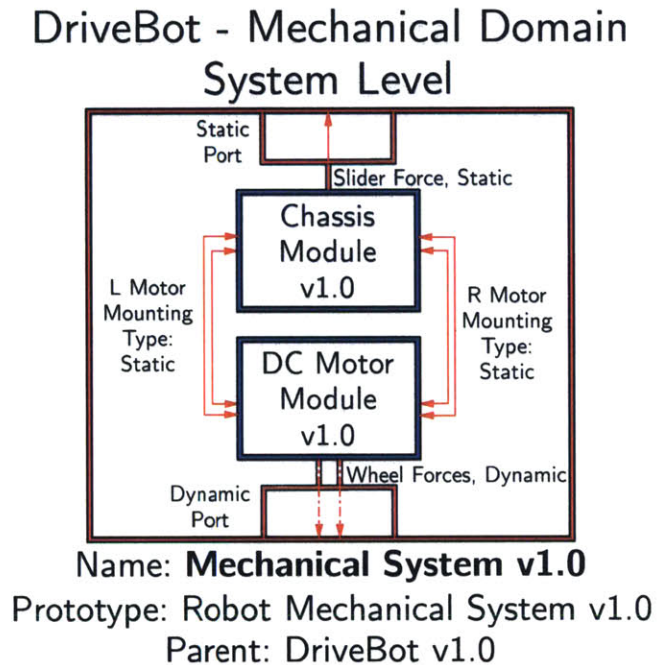 DriveBot - Mechanical Domain
System Level
Static
Port
Slider Force, Static
Chassis
Module
v1.0
L Motor
Mounting
Type:
Static
R Motor
Mounting
Type:
Static
DC Motor
Module
v1.0
Wheel Forces, Dynamic
Dynamic
Port
Name: Mechanical System v1.0
Prototype: Robot Mechanical System v1.0
Parent: DriveBot v1.0